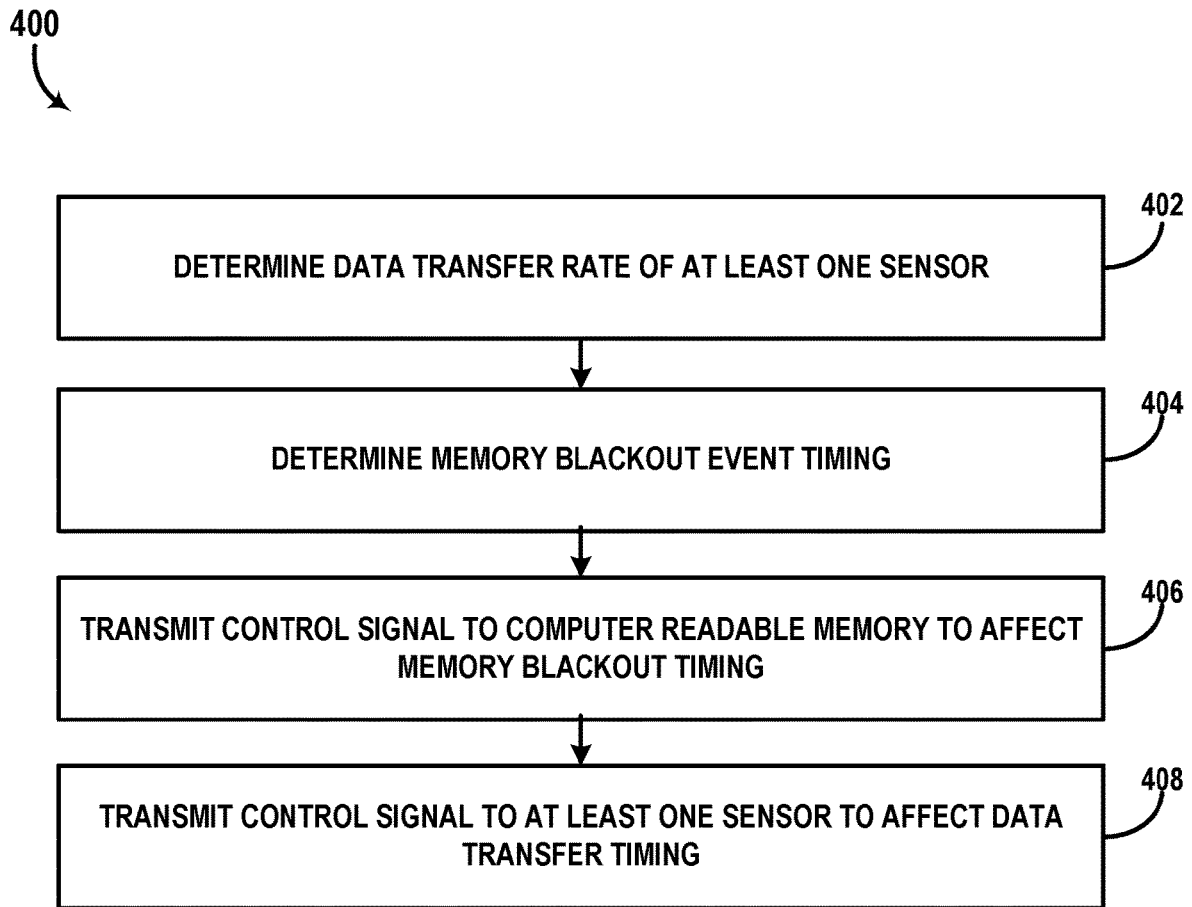 400
402
DETERMINE DATA TRANSFER RATE OF AT LEAST ONE SENSOR
404
DETERMINE MEMORY BLACKOUT EVENT TIMING
406
TRANSMIT CONTROL SIGNAL TO COMPUTER READABLE MEMORY TO AFFECT
MEMORY BLACKOUT TIMING
408
TRANSMIT CONTROL SIGNAL TO AT LEAST ONE SENSOR TO AFFECT DATA
TRANSFER TIMING